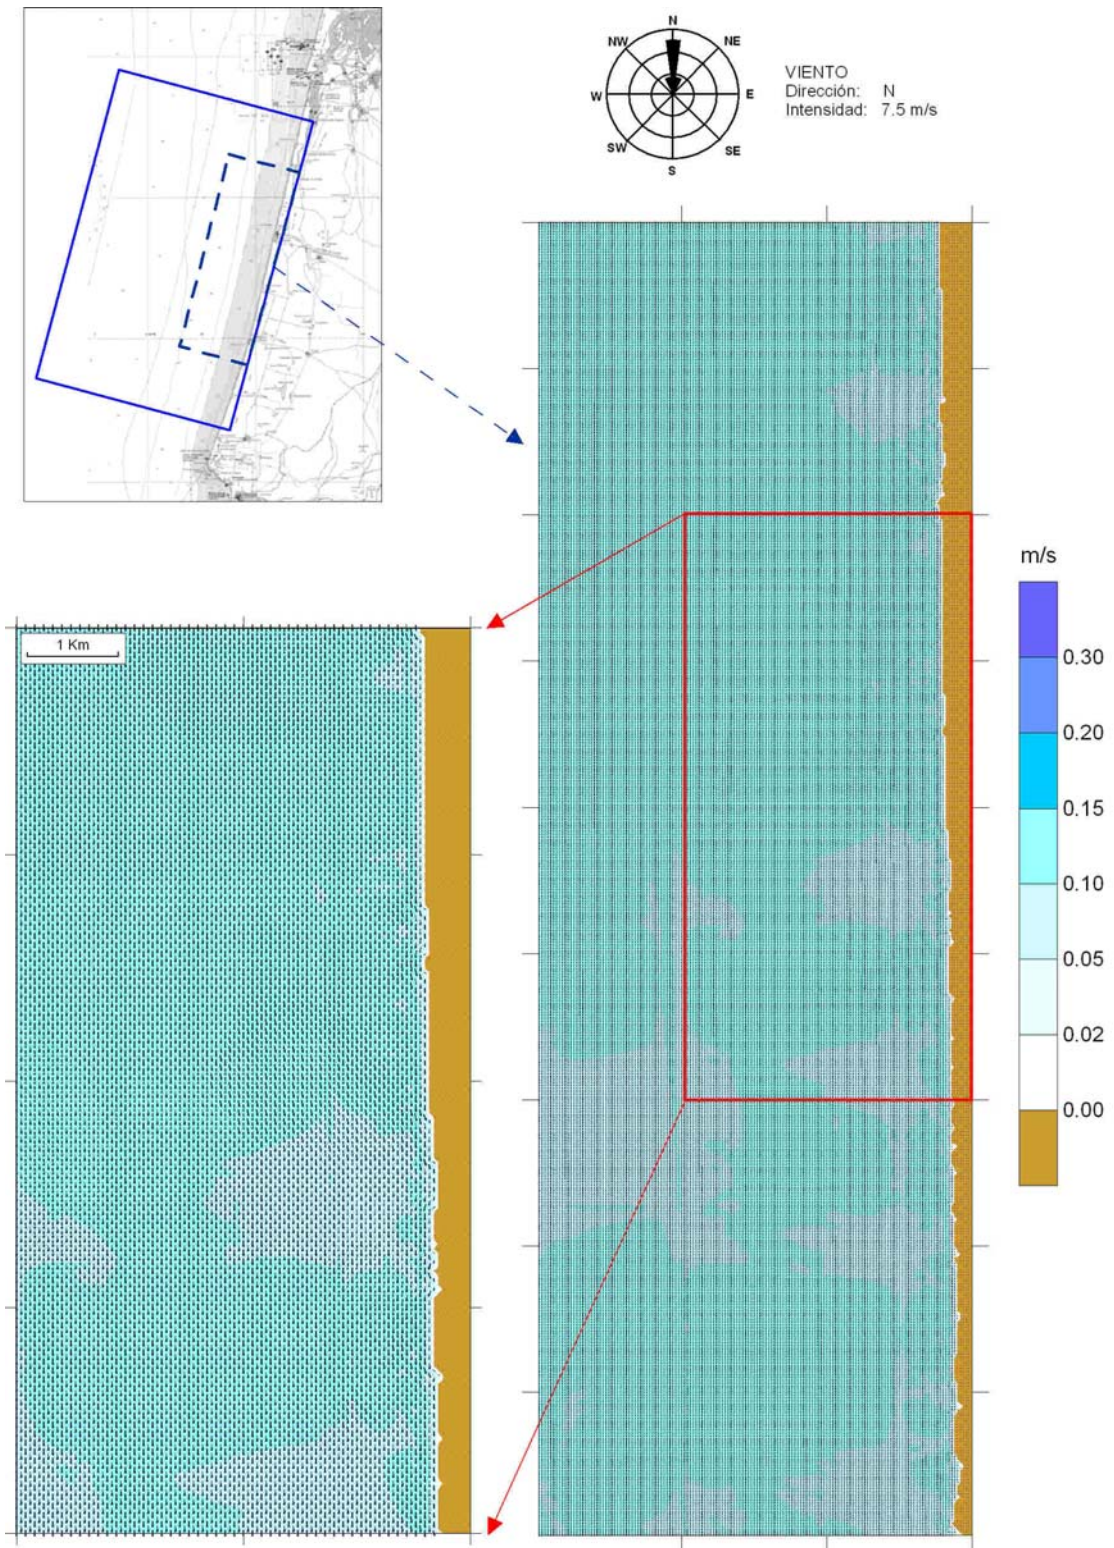 N
NW
NE
W
E
SW
SE
S
VIENTO
Dirección: N
Intensidad: 7.5 m/s
m/s
0.30
0.20
0.15
0.10
0.05
0.02
0.00
1 Km